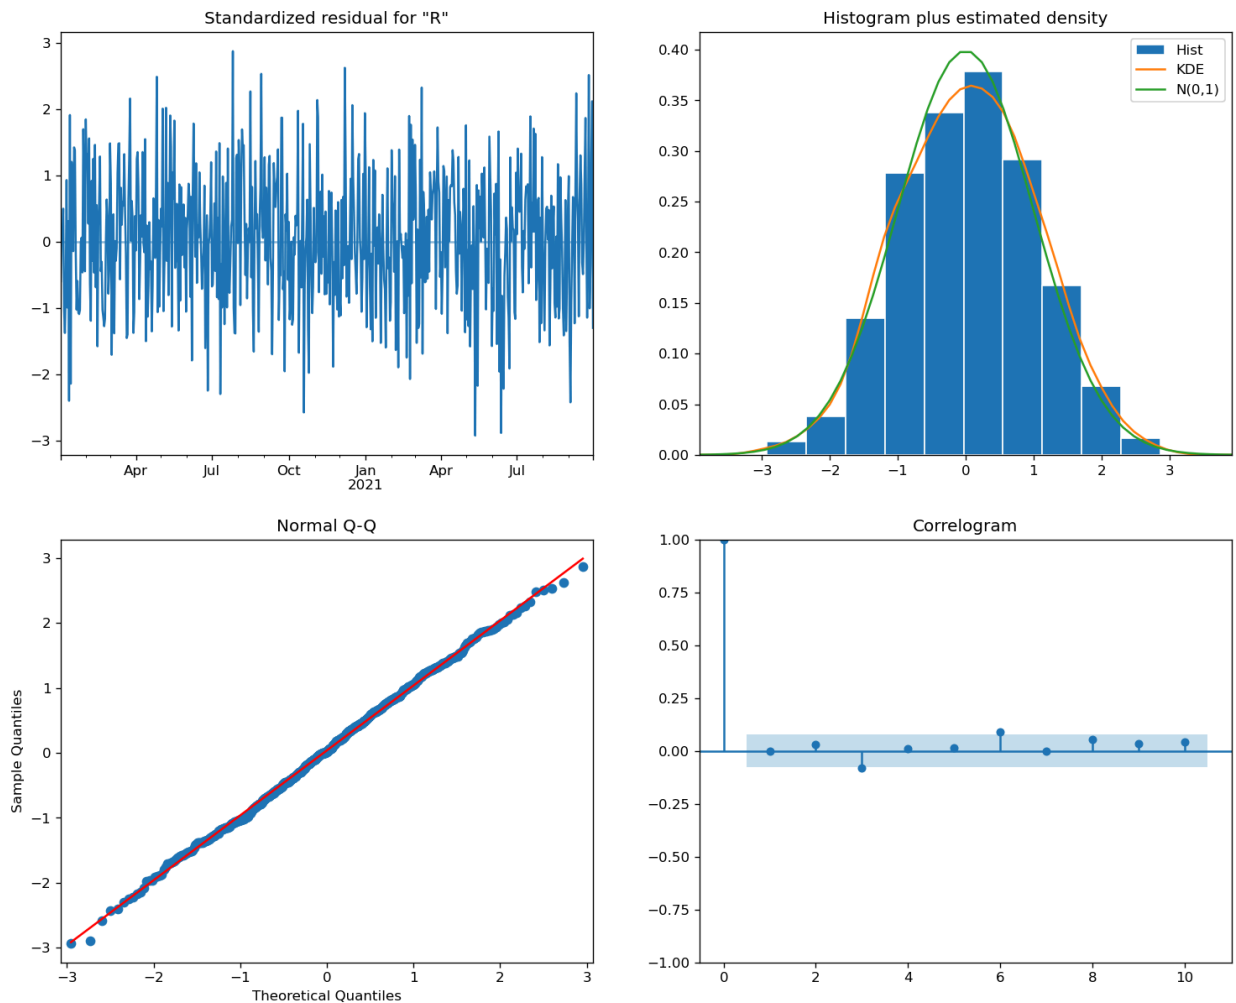 Standardized residual for "R"
3
2
1
0
−1
−2
−3
Apr Jul Oct Jan Apr Jul
2021
Histogram plus estimated density
0.40
0.35
0.30
0.25
0.20
0.15
0.10
0.05
0.00
Hist
KDE
N(0,1)
−3 −2 −1 0 1 2 3
Normal Q-Q
Sample Quantiles
3
2
1
0
−1
−2
−3
−3 −2 −1 0 1 2 3
Theoretical Quantiles
Correlogram
1.00
0.75
0.50
0.25
0.00
−0.25
−0.50
−0.75
−1.00
0 2 4 6 8 10